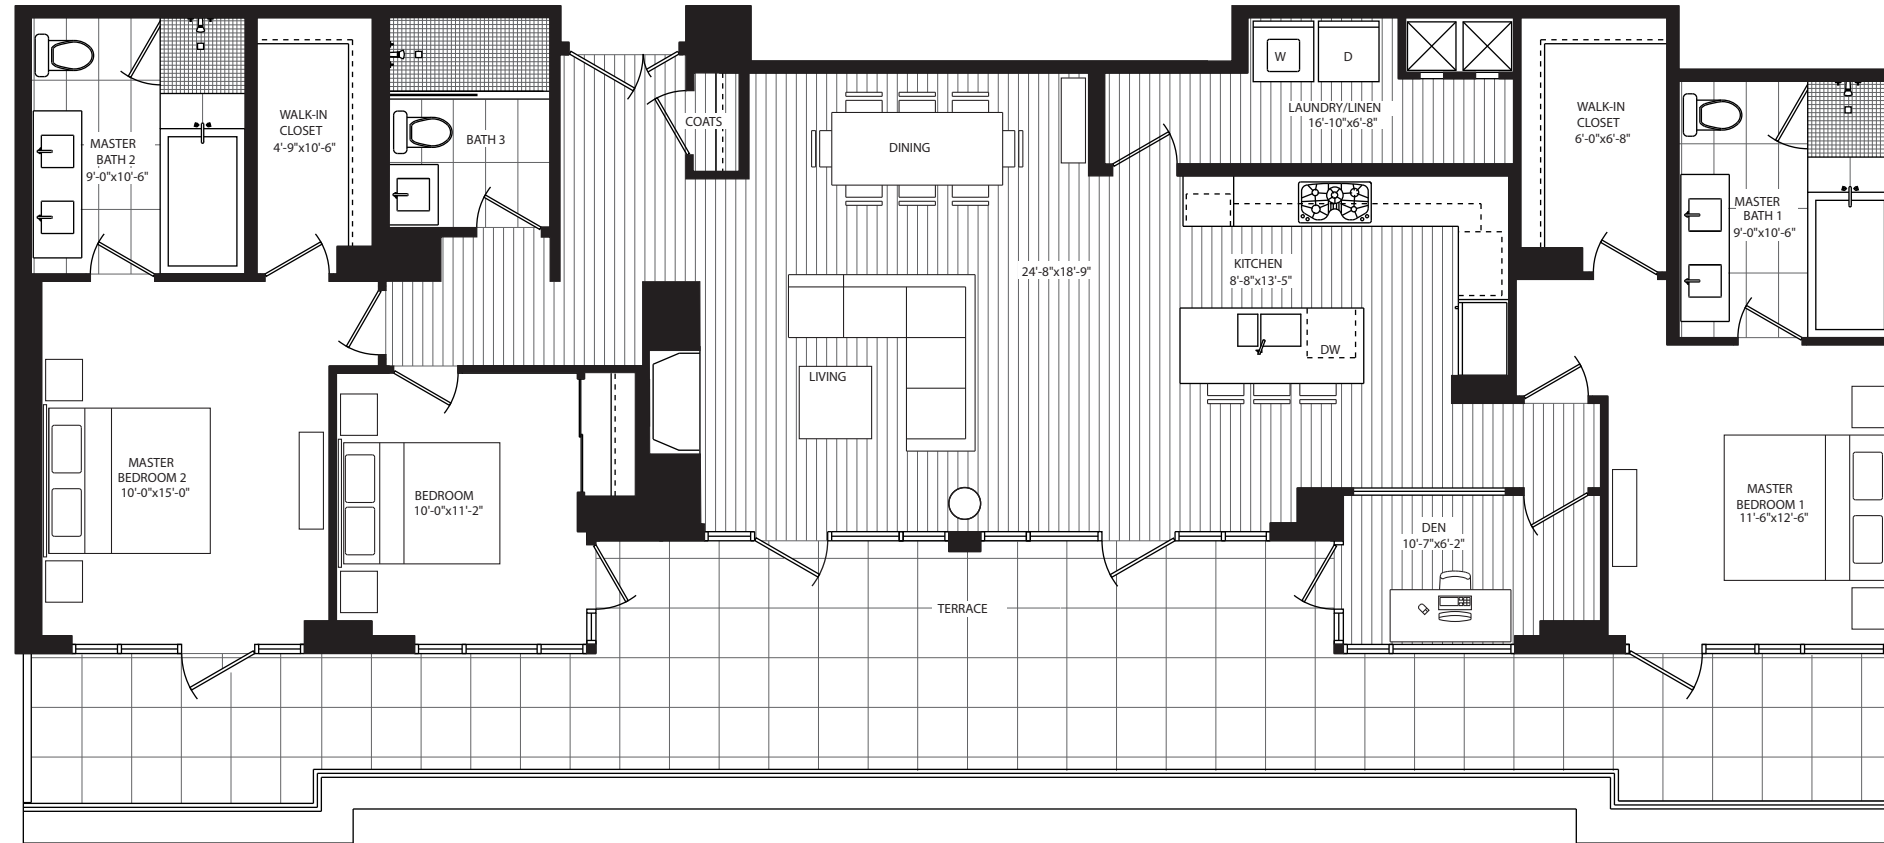 MASTER
BATH 2
9'-0"x10'-6"
WALK-IN
CLOSET
4'-9"x10'-6"
BATH 3
COATS
DINING
W
D
LAUNDRY/LINEN
16'-10"x6'-8"
WALK-IN
CLOSET
6'-0"x6'-8"
MASTER
BATH 1
9'-0"x10'-6"
24'-8"x18'-9"
KITCHEN
8'-8"x13'-5"
DW
LIVING
MASTER
BEDROOM 2
10'-0"x15'-0"
BEDROOM
10'-0"x11'-2"
DEN
10'-7"x6'-2"
MASTER
BEDROOM 1
11'-6"x12'-6"
TERRACE